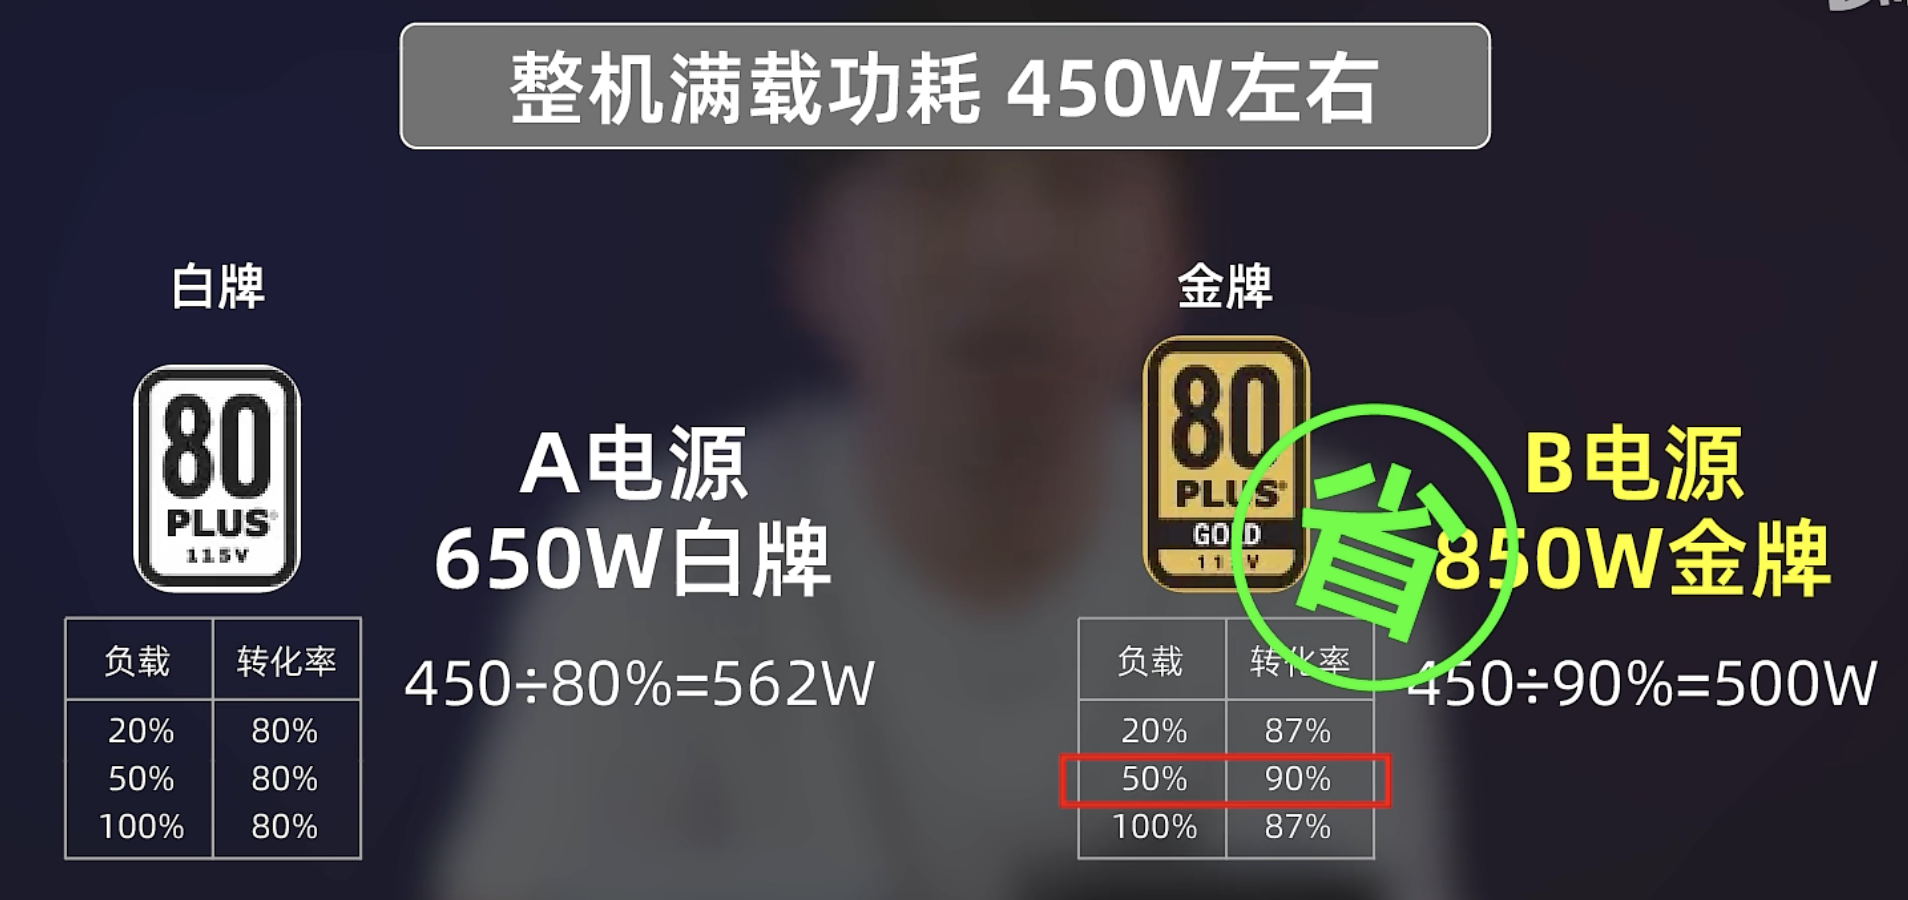 整机满载功耗 450W左右
白牌
80
PLUS
115V
A电源
650W白牌
450÷80%=562W
负载 转化率
20% 80%
50% 80%
100% 80%
金牌
80
PLUS
GOLD
省
B电源
850W金牌
450÷90%=500W
负载 转化率
20% 87%
50% 90%
100% 87%